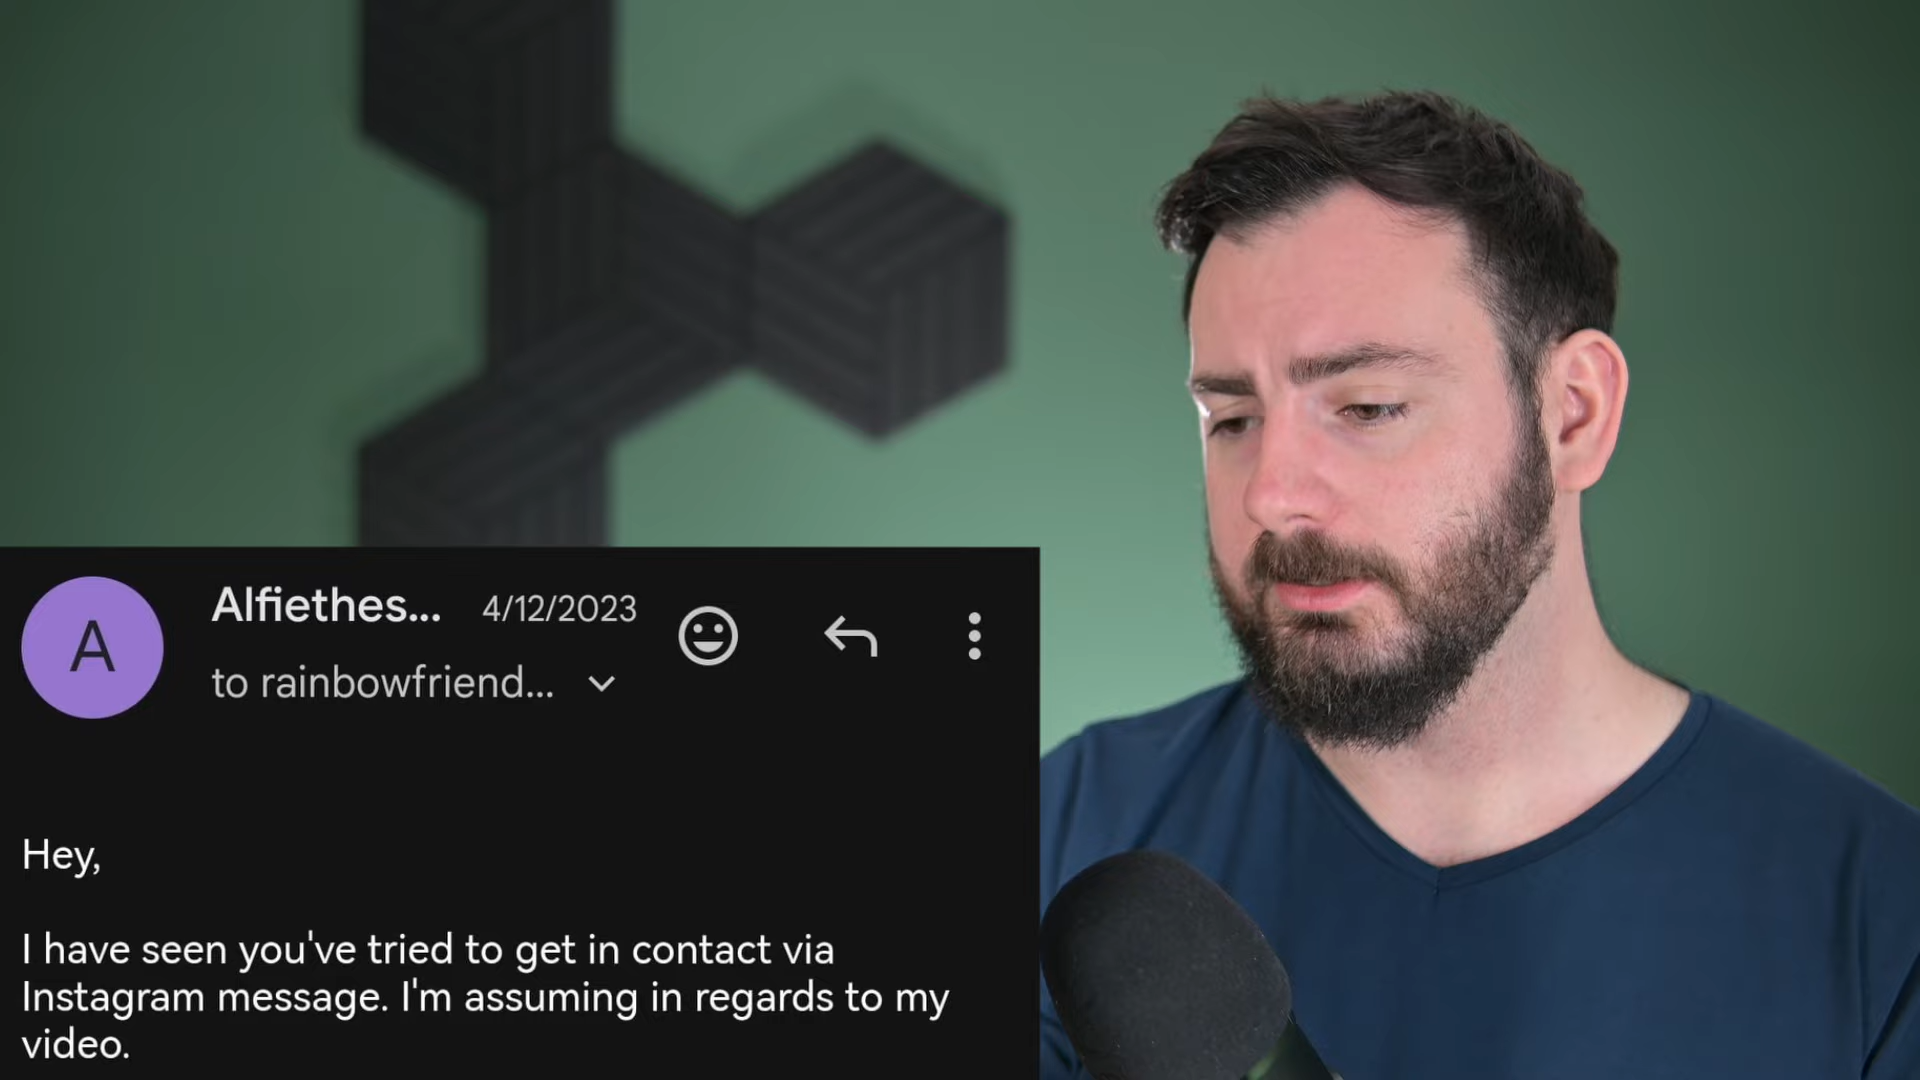 A
Alfiethes... 4/12/2023
to rainbowfriend...
Hey,
I have seen you've tried to get in contact via
Instagram message. I'm assuming in regards to my
video.